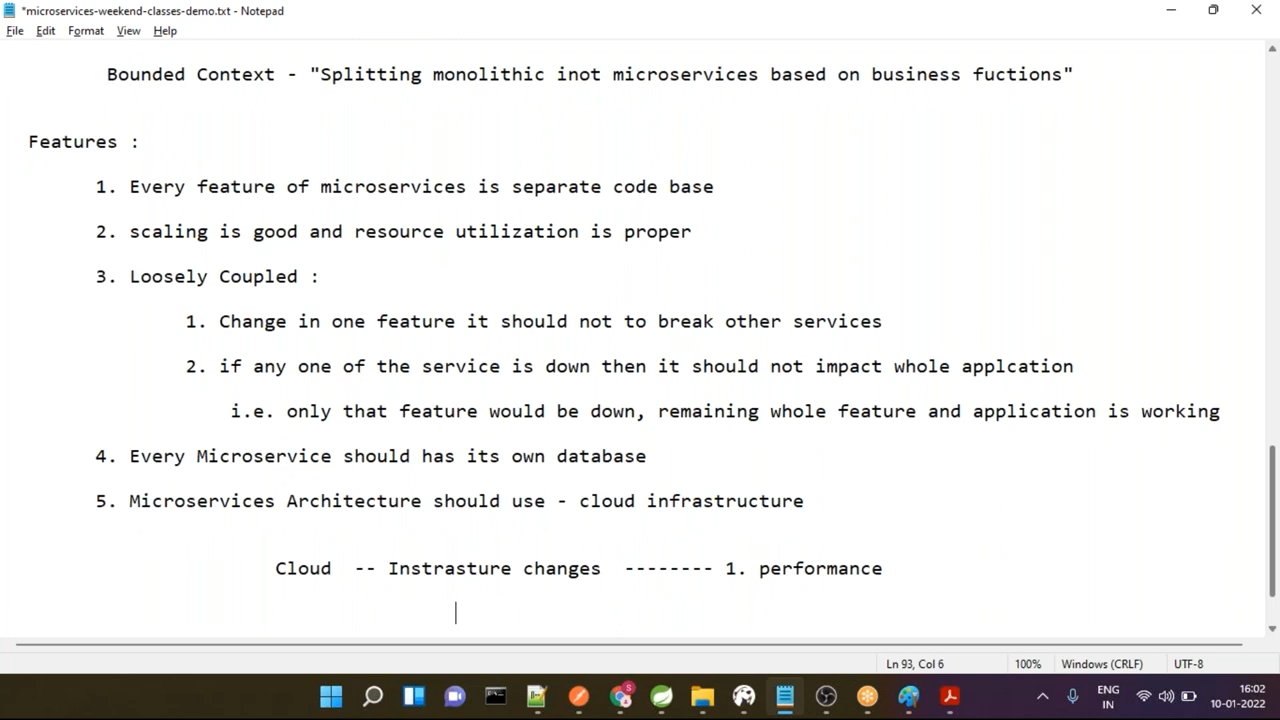 *microservices-weekend-classes-demo.txt - Notepad
File Edit Format View Help
Bounded Context - "Splitting monolithic inot microservices based on business fuctions"
Features :
1. Every feature of microservices is separate code base
2. scaling is good and resource utilization is proper
3. Loosely Coupled :
1. Change in one feature it should not to break other services
2. if any one of the service is down then it should not impact whole applcation
i.e. only that feature would be down, remaining whole feature and application is working
4. Every Microservice should has its own database
5. Microservices Architecture should use - cloud infrastructure
Cloud -- Instrasture changes -------- 1. performance
Ln 93, Col 6 100% Windows (CRLF) UTF-8
S
ENG 16:02
IN 10-01-2022